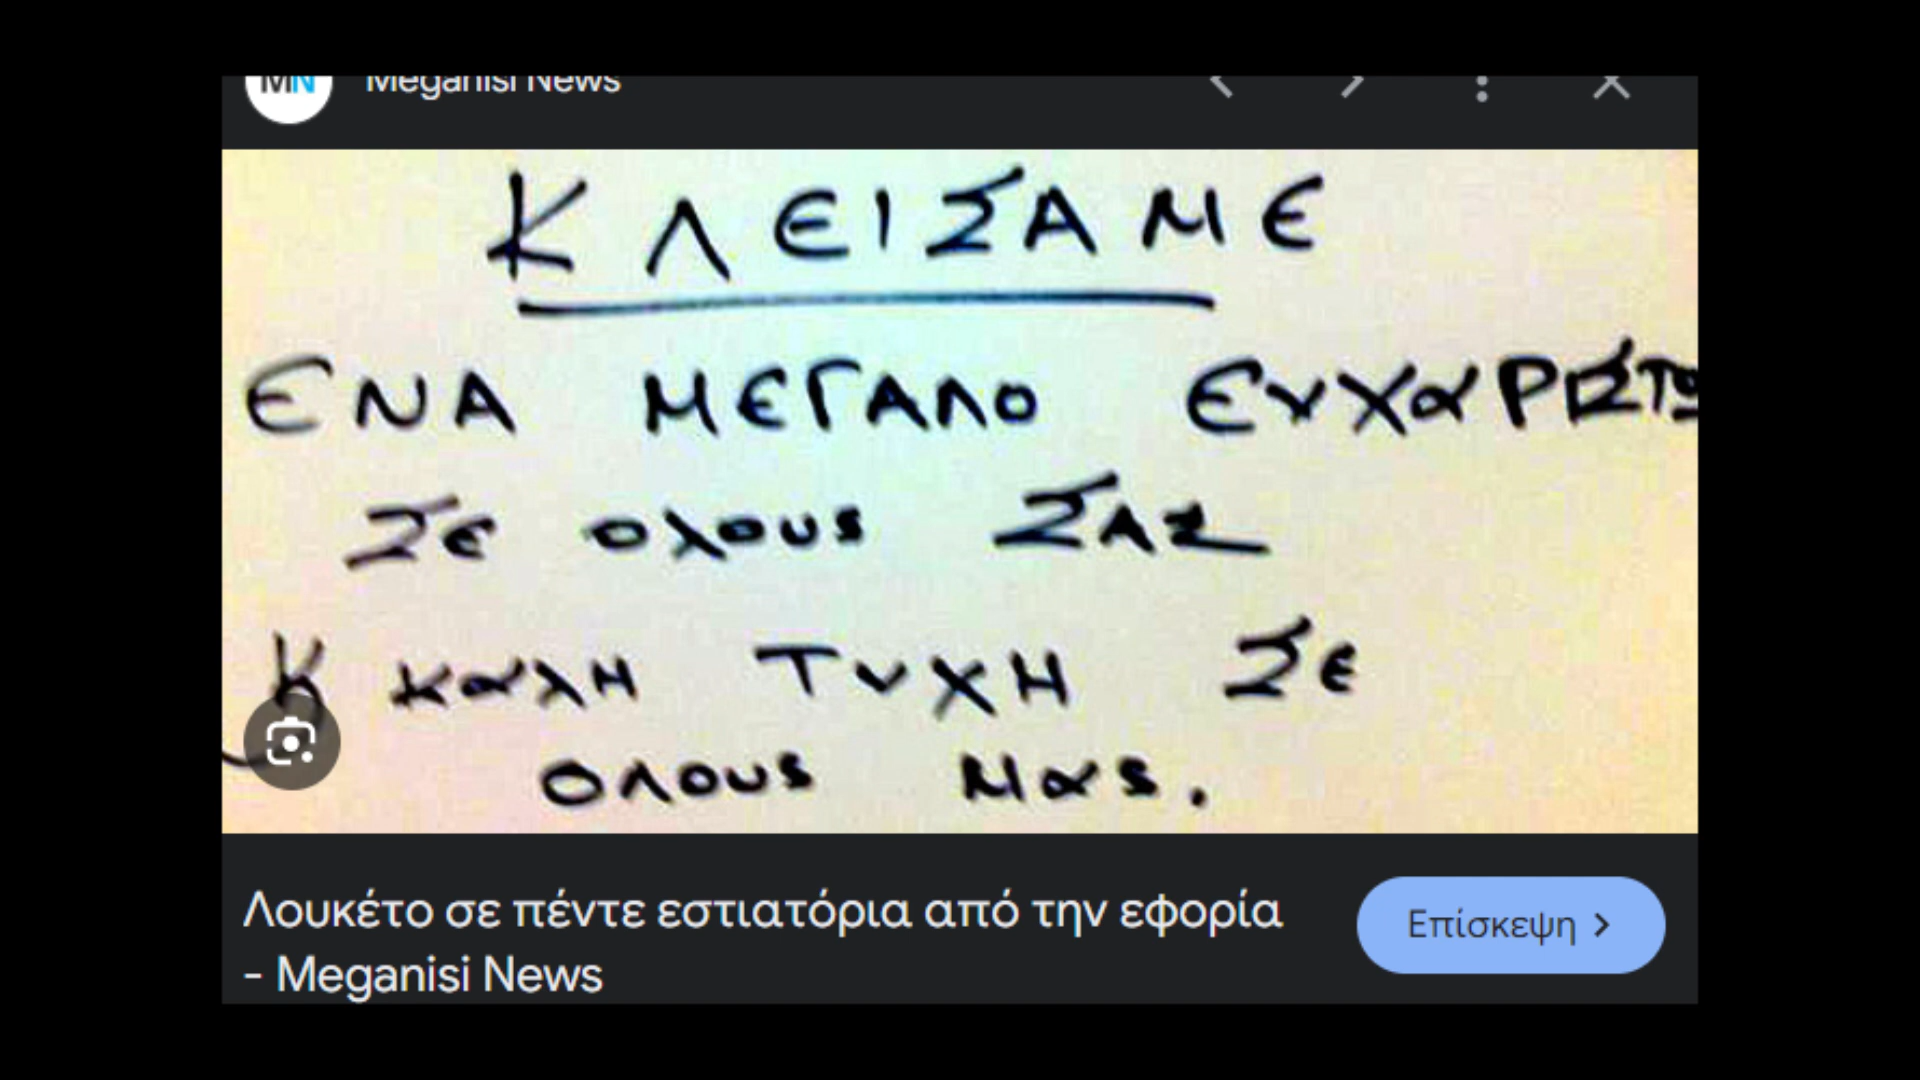 Meganisi News
ΚΛΕΙΣΑΜΕ
ΕΝΑ ΜΕΓΑΛΟ ΕΥΧΑΡΙΣΤΩ
ΣΕ ΟΛΟυς ΣΑΣ
Κ ΚαλΗ ΤΥΧΗ ΣΕ
ΟΛΟυς Μας.
Λουκέτο σε πέντε εστιατόρια από την εφορία
- Meganisi News
Επίσκεψη >
MN